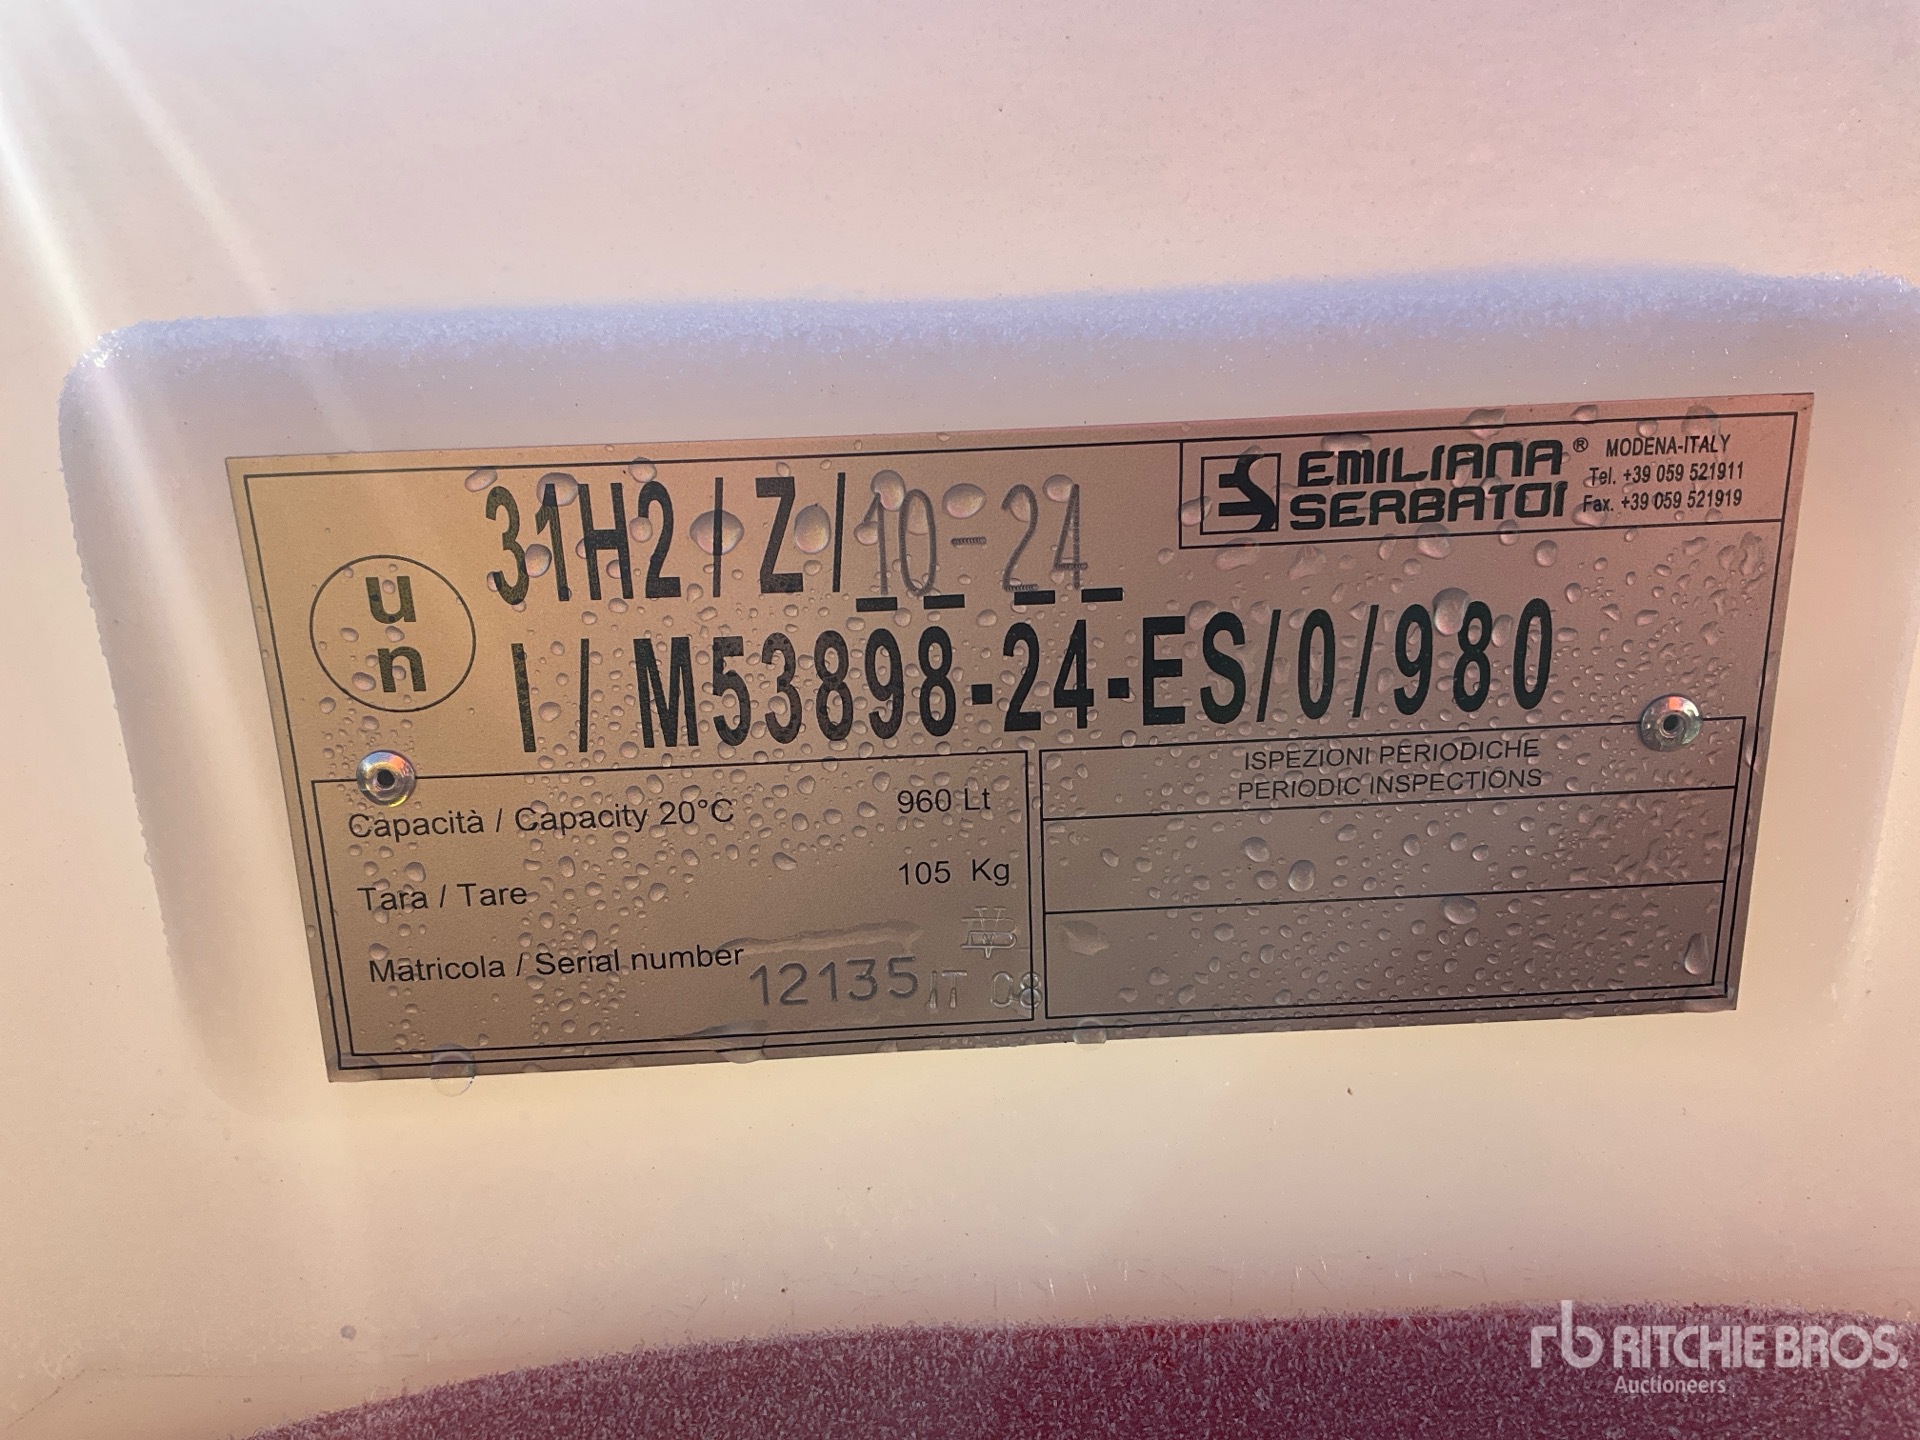 EMILIANA
SERBATOI ®
MODENA-ITALY
Tel. +39 059 521911
Fax. +39 059 521919
u
n
31H2 / Z / 10-24
I / M53898-24-ES/0/980
Capacità / Capacity 20°C 960 Lt
Tara / Tare 105 Kg
Matricola / Serial number 12135 IT 08
ISPEZIONI PERIODICHE
PERIODIC INSPECTIONS
rb RITCHIE BROS.
Auctioneers